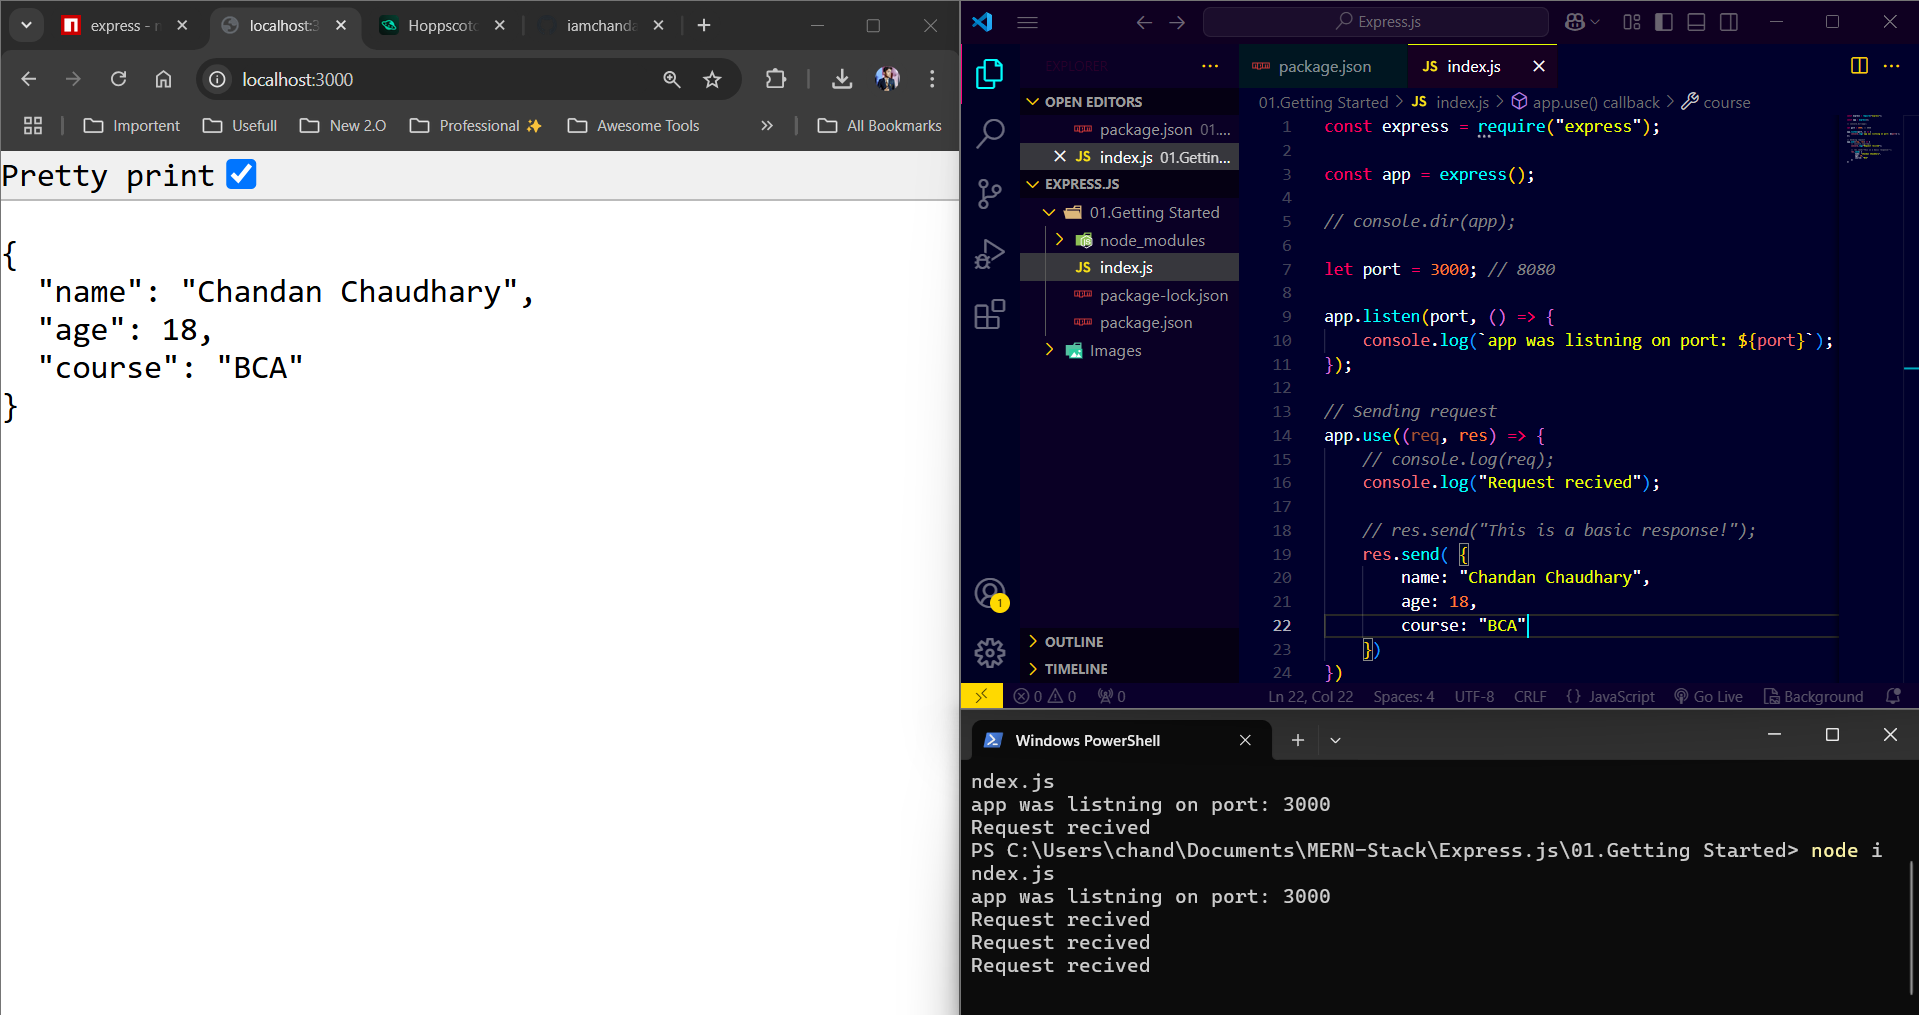 express - n
localhost:3
Hoppscotc
iamchanda
localhost:3000
Importent
Usefull
New 2.O
Professional ✨
Awesome Tools
»
All Bookmarks
Pretty print
{
  "name": "Chandan Chaudhary",
  "age": 18,
  "course": "BCA"
}
Express.js
EXPLORER
OPEN EDITORS
package.json 01....
JS index.js 01.Gettin...
EXPRESS.JS
01.Getting Started
node_modules
JS index.js
package-lock.json
package.json
Images
1
OUTLINE
TIMELINE
package.json
JS index.js
01.Getting Started > JS index.js > app.use() callback > course
1 const express = require("express");
2
3 const app = express();
4
5 // console.dir(app);
6
7 let port = 3000; // 8080
8
9 app.listen(port, () => {
10     console.log(`app was listning on port: ${port}`);
11 });
12
13 // Sending request
14 app.use((req, res) => {
15     // console.log(req);
16     console.log("Request recived");
17
18     // res.send("This is a basic response!");
19     res.send( {
20         name: "Chandan Chaudhary",
21         age: 18,
22         course: "BCA"
23     })
24 })
0 0 0 Ln 22, Col 22 Spaces: 4 UTF-8 CRLF {} JavaScript Go Live Background
Windows PowerShell
ndex.js
app was listning on port: 3000
Request recived
PS C:\Users\chand\Documents\MERN-Stack\Express.js\01.Getting Started> node i
ndex.js
app was listning on port: 3000
Request recived
Request recived
Request recived